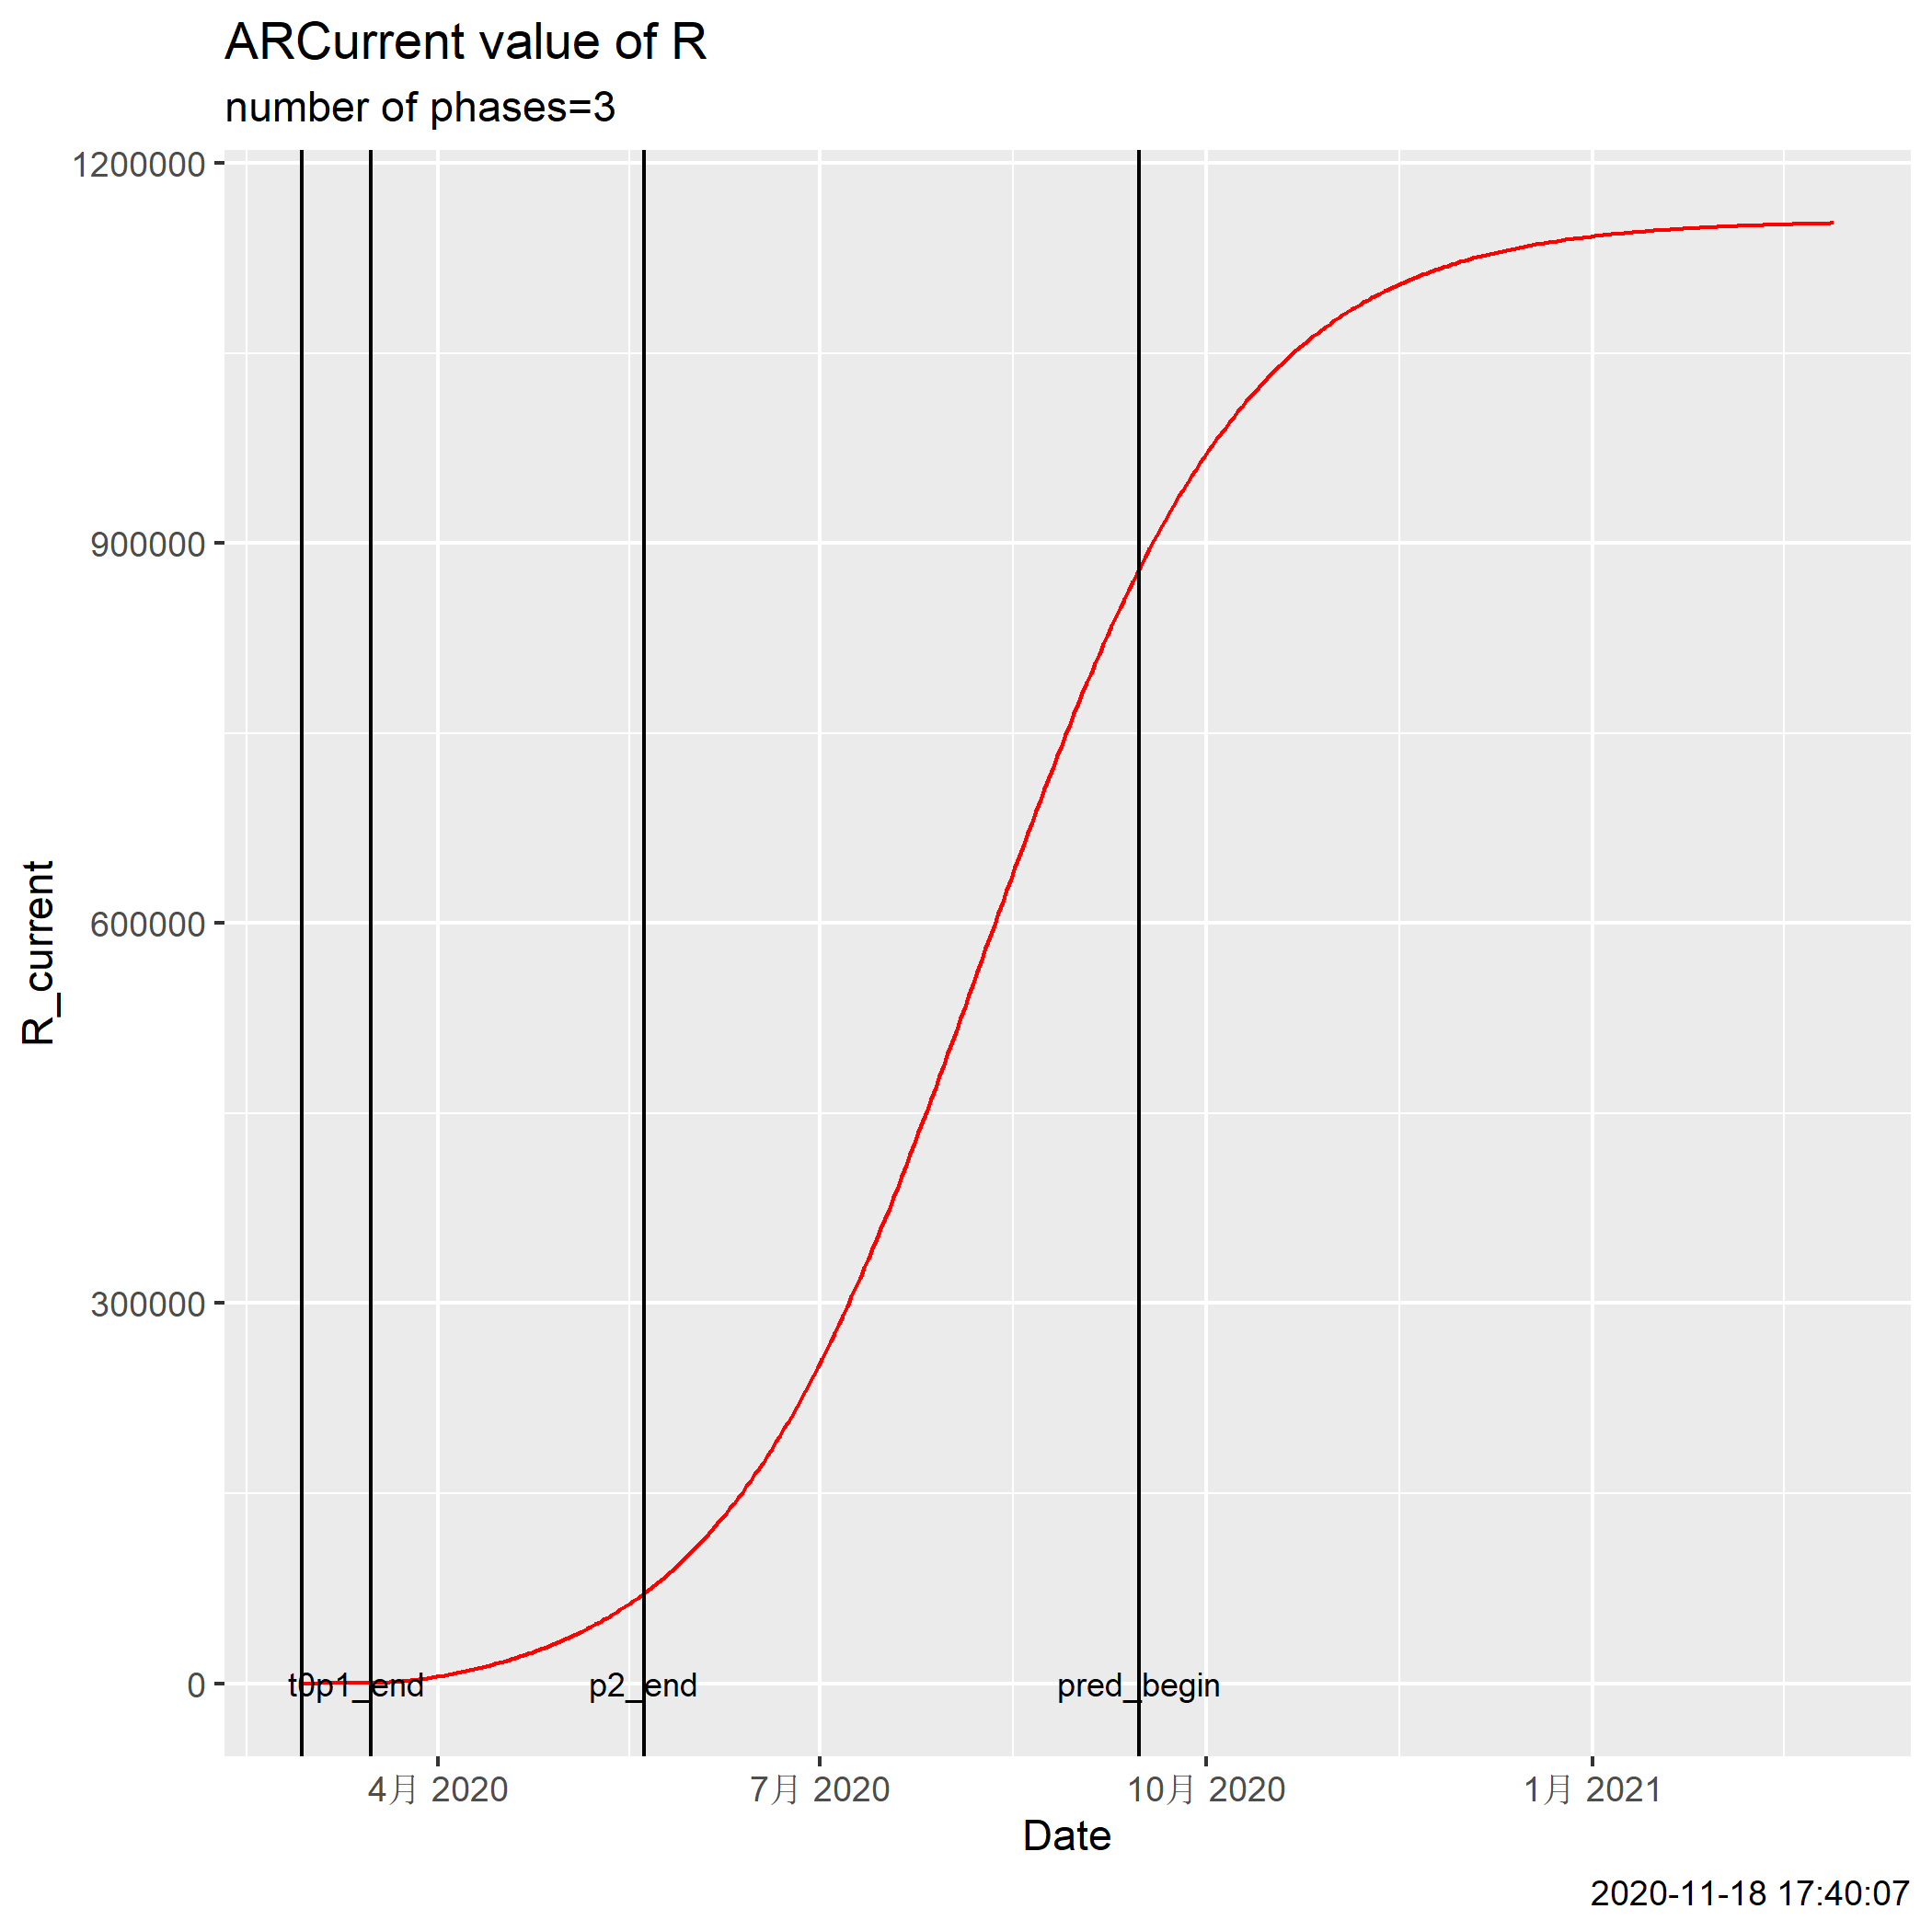 ARCurrent value of R
number of phases=3
1200000
900000
600000
300000
0
R_current
t0p1_end
p2_end
pred_begin
4月 2020
7月 2020
10月 2020
1月 2021
Date
2020-11-18 17:40:07